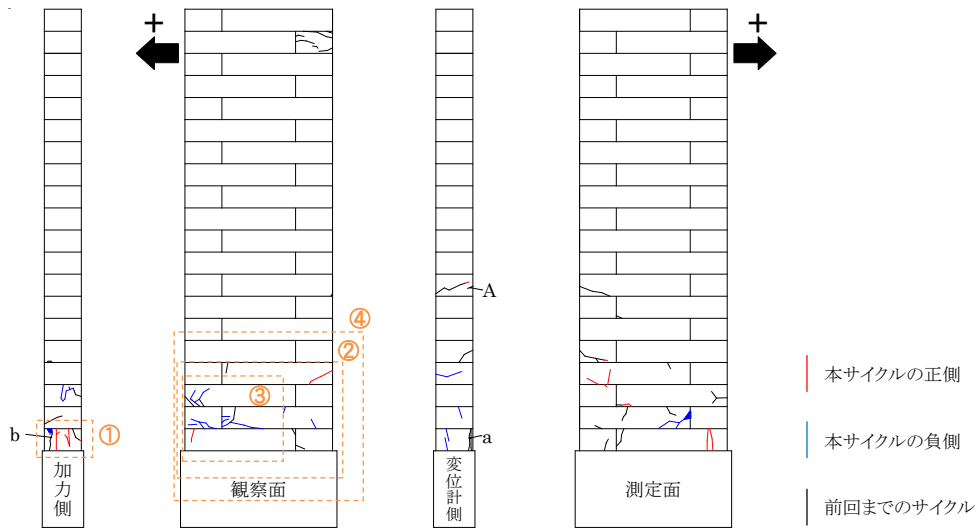 +
+
A
④
②
③
①
b
a
加力側
観察面
変位計側
測定面
本サイクルの正側
本サイクルの負側
前回までのサイクル